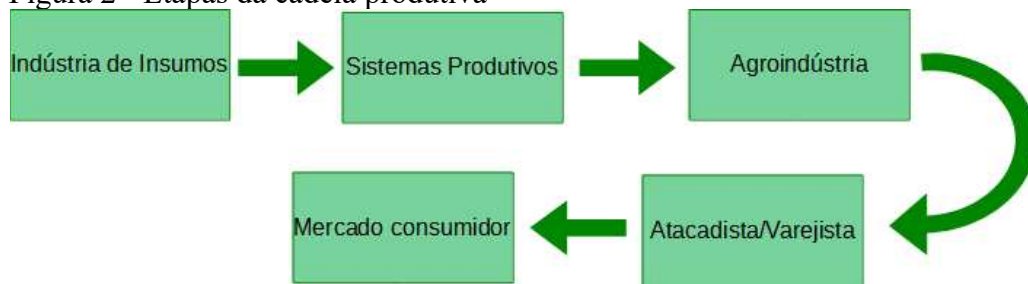 Figura 2 - Etapas da cadeia produtiva
Indústria de Insumos
Sistemas Produtivos
Agroindústria
Atacadista/Varejista
Mercado consumidor